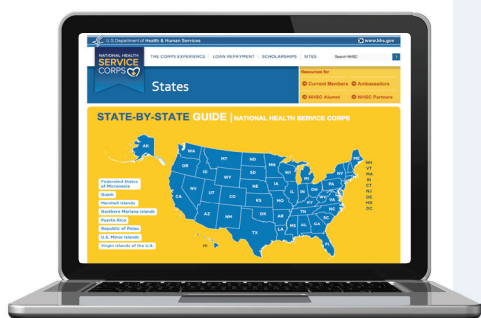 U.S. Department of Health & Human Services
www.hhs.gov
NATIONAL HEALTH
SERVICE
CORPS
THE CORPS EXPERIENCE
LOAN REPAYMENT
SCHOLARSHIPS
SITES
Search NHSC
States
Resources for
Current Members
Ambassadors
NHSC Alumni
NHSC Partners
STATE-BY-STATE GUIDE | NATIONAL HEALTH SERVICE CORPS
AK
WA
MT
ND
MN
ME
OR
ID
WY
SD
WI
MI
NY
CA
NV
UT
CO
NE
IA
IL
IN
OH
PA
KS
MO
KY
WV
VA
AZ
NM
OK
AR
TN
NC
SC
TX
LA
MS
AL
GA
FL
HI
NH
VT
MA
RI
CT
NJ
DE
MD
DC
Federated States
of Micronesia
Guam
Marshall Islands
Northern Mariana Islands
Puerto Rico
Republic of Palau
U.S. Minor Islands
Virgin Islands of the U.S.